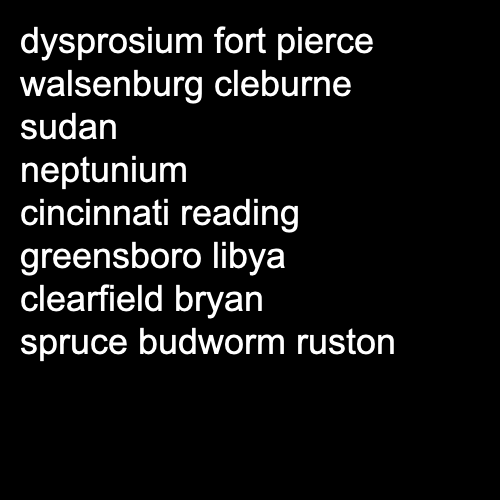 dysprosium fort pierce
walsenburg cleburne
sudan
neptunium
cincinnati reading
greensboro libya
clearfield bryan
spruce budworm ruston